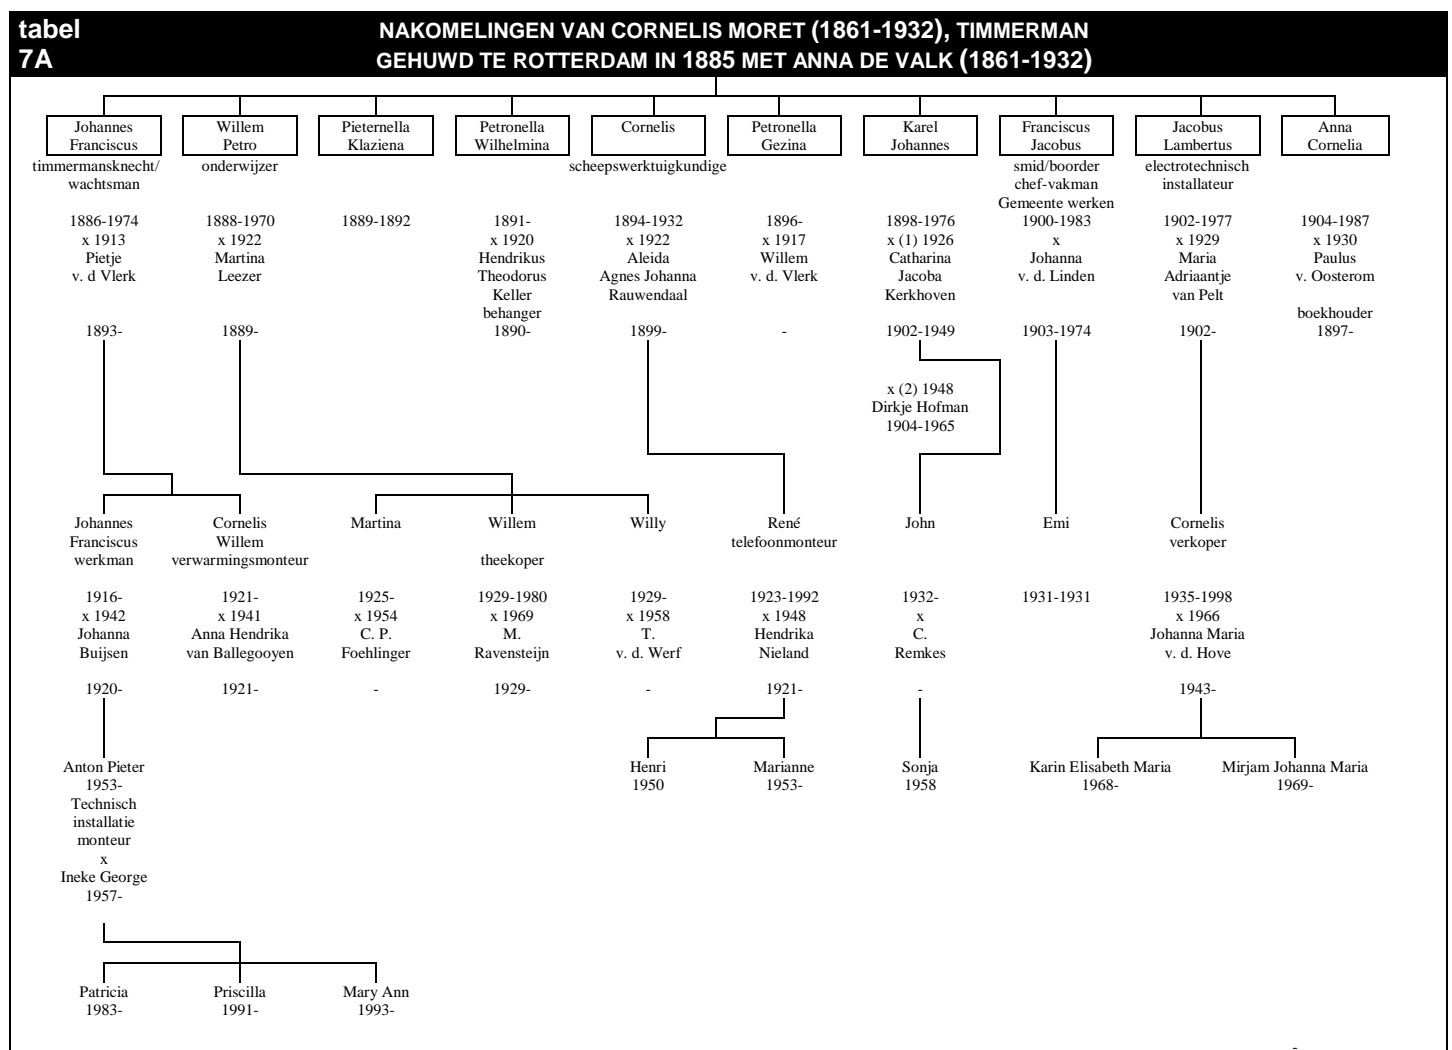 tabel
7A
NAKOMELINGEN VAN CORNELIS MORET (1861-1932), TIMMERMAN
GEHUWD TE ROTTERDAM IN 1885 MET ANNA DE VALK (1861-1932)
Johannes
Franciscus
timmermansknecht/
wachtsman
1886-1974
x 1913
Pietje
v. d Vlerk
1893-
Willem
Petro
onderwijzer
1888-1970
x 1922
Martina
Leezer
1889-
Pieternella
Klaziena
1889-1892
Petronella
Wilhelmina
1891-
x 1920
Hendrikus
Theodorus
Keller
behanger
1890-
Cornelis
scheepswerktuigkundige
1894-1932
x 1922
Aleida
Agnes Johanna
Rauwendaal
1899-
Petronella
Gezina
1896-
x 1917
Willem
v. d. Vlerk
-
Karel
Johannes
1898-1976
x (1) 1926
Catharina
Jacoba
Kerkhoven
1902-1949
x (2) 1948
Dirkje Hofman
1904-1965
Franciscus
Jacobus
smid/boorder
chef-vakman
Gemeente werken
1900-1983
x
Johanna
v. d. Linden
1903-1974
Jacobus
Lambertus
electrotechnisch
installateur
1902-1977
x 1929
Maria
Adriaantje
van Pelt
1902-
Anna
Cornelia
1904-1987
x 1930
Paulus
v. Oosterom
boekhouder
1897-
Johannes
Franciscus
werkman
1916-
x 1942
Johanna
Buijsen
1920-
Cornelis
Willem
verwarmingsmonteur
1921-
x 1941
Anna Hendrika
van Ballegooyen
1921-
Martina
1925-
x 1954
C. P.
Foehlinger
-
Willem
theekoper
1929-1980
x 1969
M.
Ravensteijn
1929-
Willy
1929-
x 1958
T.
v. d. Werf
-
René
telefoonmonteur
1923-1992
x 1948
Hendrika
Nieland
1921-
John
1932-
x
C.
Remkes
-
Emi
1931-1931
Cornelis
verkoper
1935-1998
x 1966
Johanna Maria
v. d. Hove
1943-
Anton Pieter
1953-
Technisch
installatie
monteur
x
Ineke George
1957-
Henri
1950
Marianne
1953-
Sonja
1958
Karin Elisabeth Maria
1968-
Mirjam Johanna Maria
1969-
Patricia
1983-
Priscilla
1991-
Mary Ann
1993-